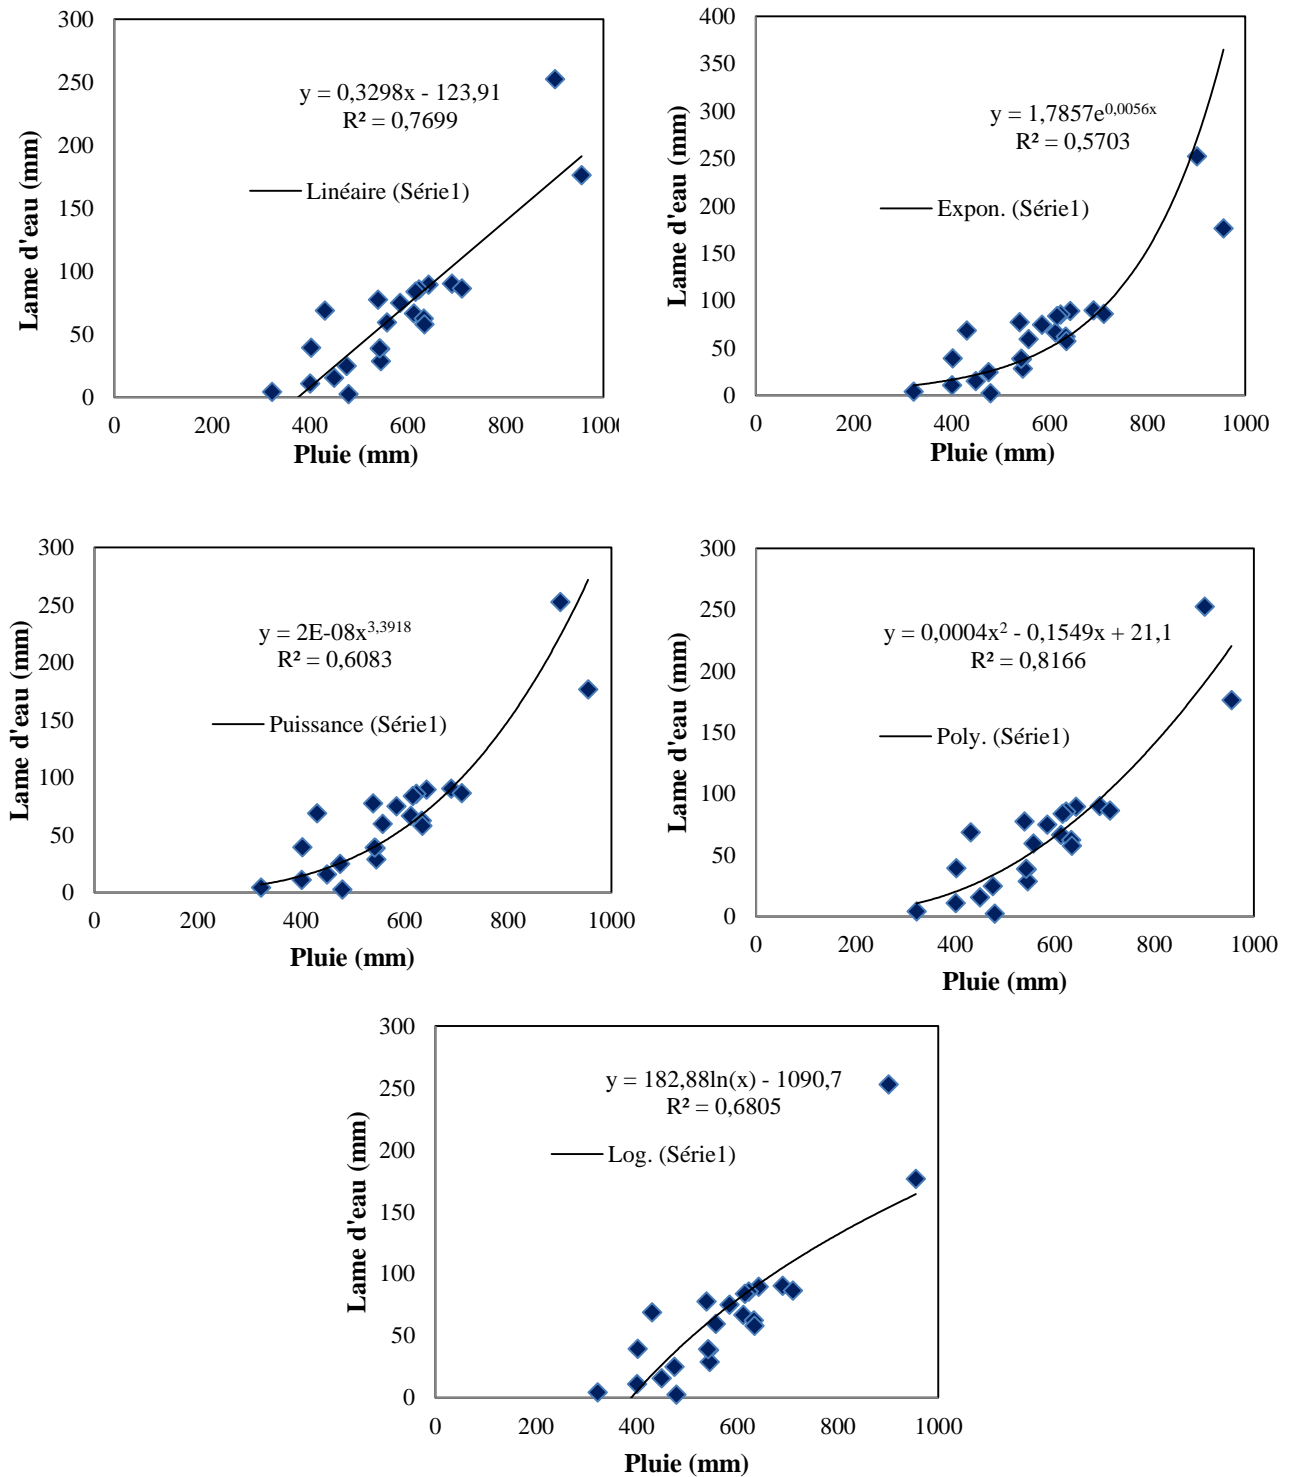 300
250
200
150
100
50
0
0 200 400 600 800 100
Lame d'eau (mm)
Pluie (mm)
y = 0,3298x - 123,91
R² = 0,7699
Linéaire (Série1)
400
350
300
250
200
150
100
50
0
0 200 400 600 800 1000
Lame d'eau (mm)
Pluie (mm)
y = 1,7857e^0,0056x
R² = 0,5703
Expon. (Série1)
300
250
200
150
100
50
0
0 200 400 600 800 1000
Lame d'eau (mm)
Pluie (mm)
y = 2E-08x^3,3918
R² = 0,6083
Puissance (Série1)
300
250
200
150
100
50
0
0 200 400 600 800 1000
Lame d'eau (mm)
Pluie (mm)
y = 0,0004x² - 0,1549x + 21,1
R² = 0,8166
Poly. (Série1)
300
250
200
150
100
50
0
0 200 400 600 800 1000
Lame d'eau (mm)
Pluie (mm)
y = 182,88ln(x) - 1090,7
R² = 0,6805
Log. (Série1)